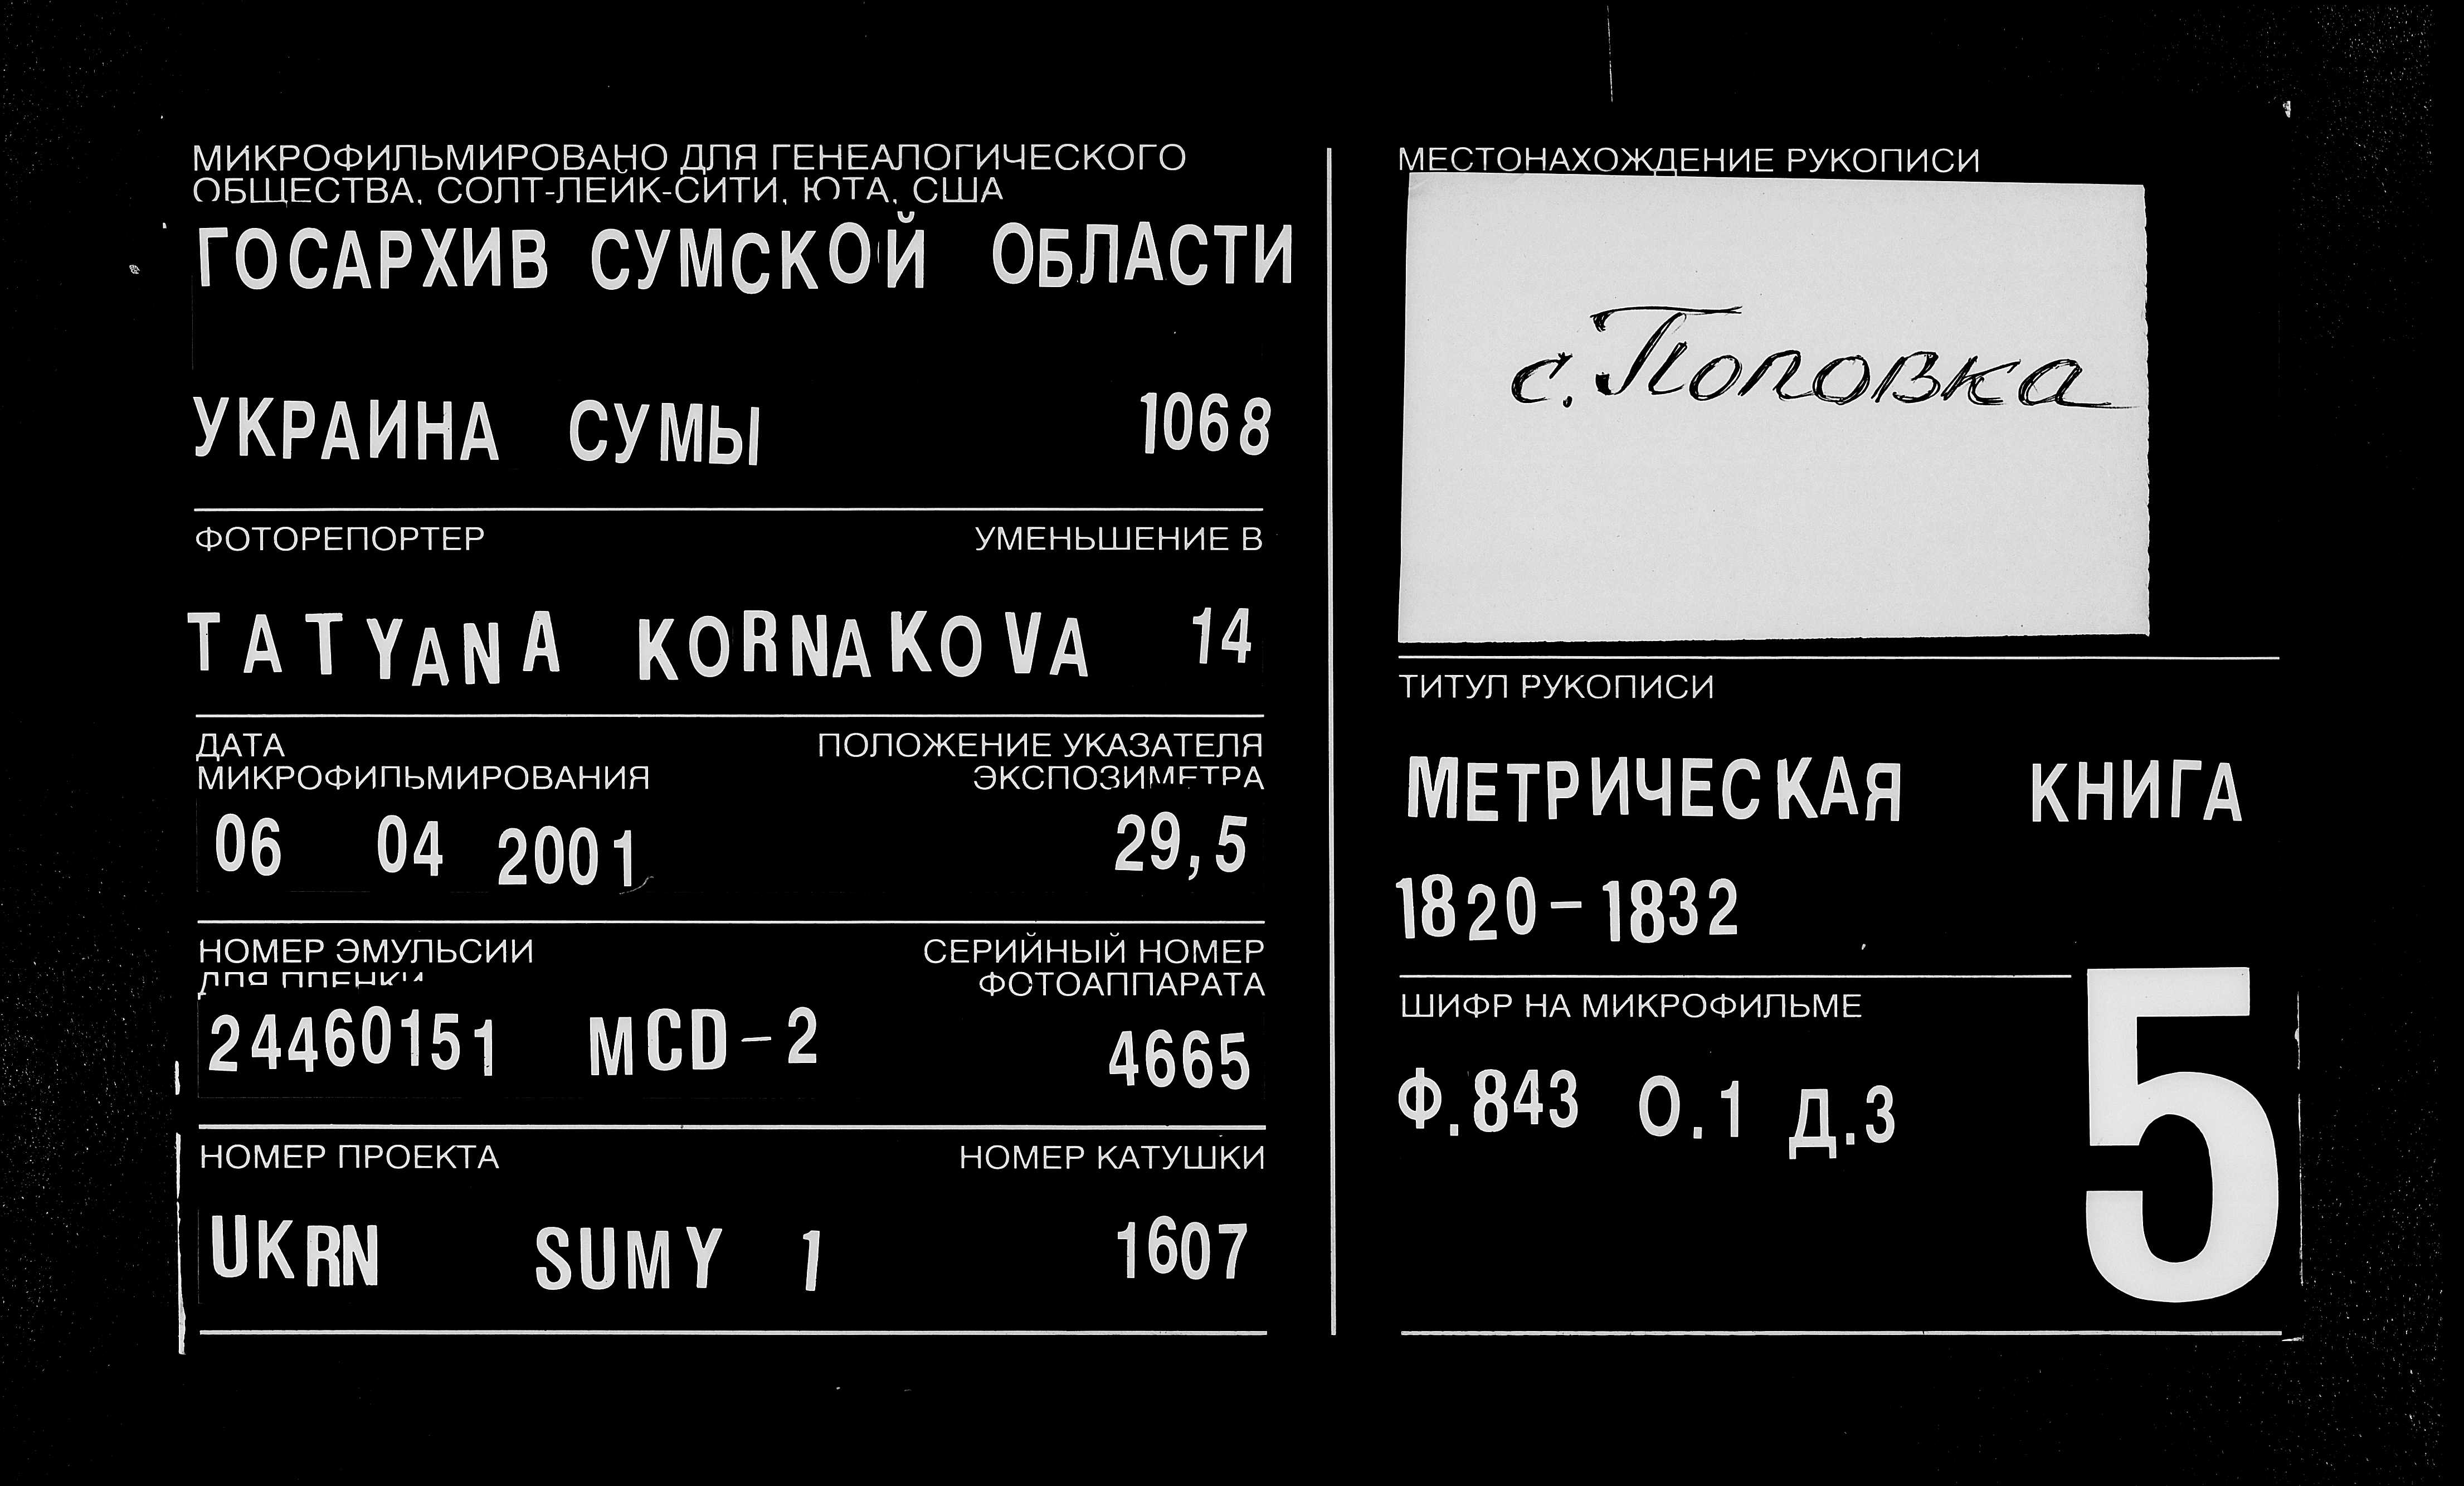 МИКРОФИЛЬМИРОВАНО ДЛЯ ГЕНЕАЛОГИЧЕСКОГО
ОБЩЕСТВА, СОЛТ-ЛЕЙК-СИТИ, ЮТА, США
ГОСАРХИВ СУМСКОЙ ОБЛАСТИ
УКРАИНА СУМЫ 1068
ФОТОРЕПОРТЕР УМЕНЬШЕНИЕ В
TATYANA KORNAKOVA 14
ДАТА ПОЛОЖЕНИЕ УКАЗАТЕЛЯ
МИКРОФИЛЬМИРОВАНИЯ ЭКСПОЗИМЕТРА
06 04 2001 29,5
НОМЕР ЭМУЛЬСИИ СЕРИЙНЫЙ НОМЕР
ДЛЯ ПЛЕНКИ ФОТОАППАРАТА
24460151 MCD-2 4665
НОМЕР ПРОЕКТА НОМЕР КАТУШКИ
UKRN SUMY 1 1607
МЕСТОНАХОЖДЕНИЕ РУКОПИСИ
с. Поповка
ТИТУЛ РУКОПИСИ
МЕТРИЧЕСКАЯ КНИГА
1820-1832
ШИФР НА МИКРОФИЛЬМЕ
Ф.843 О.1 Д.3
5